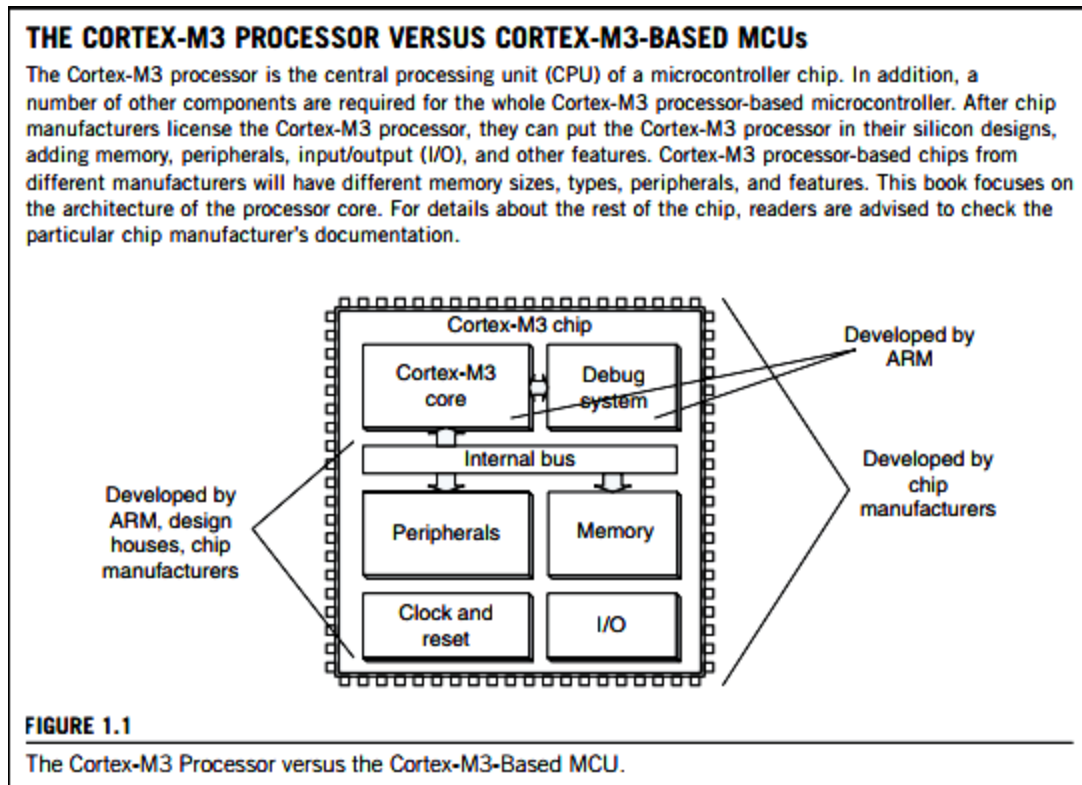 THE CORTEX-M3 PROCESSOR VERSUS CORTEX-M3-BASED MCUs
The Cortex-M3 processor is the central processing unit (CPU) of a microcontroller chip. In addition, a
number of other components are required for the whole Cortex-M3 processor-based microcontroller. After chip
manufacturers license the Cortex-M3 processor, they can put the Cortex-M3 processor in their silicon designs,
adding memory, peripherals, input/output (I/O), and other features. Cortex-M3 processor-based chips from
different manufacturers will have different memory sizes, types, peripherals, and features. This book focuses on
the architecture of the processor core. For details about the rest of the chip, readers are advised to check the
particular chip manufacturer's documentation.
Cortex-M3 chip
Cortex-M3
core
Debug
system
Developed by
ARM
Internal bus
Developed by
ARM, design
houses, chip
manufacturers
Peripherals
Memory
Developed by
chip
manufacturers
Clock and
reset
I/O
FIGURE 1.1
The Cortex-M3 Processor versus the Cortex-M3-Based MCU.